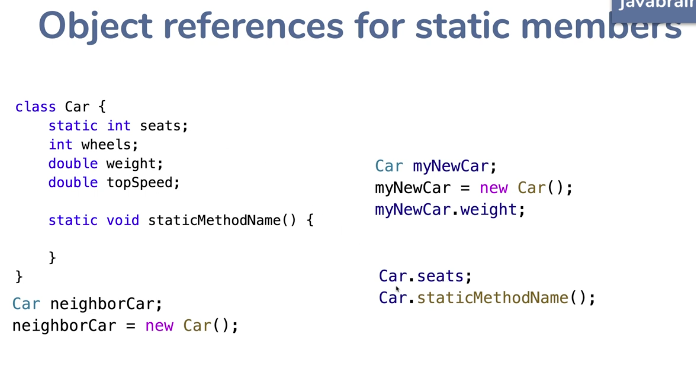 Object references for static members
javabrain
class Car {
static int seats;
int wheels;
double weight;
double topSpeed;
static void staticMethodName() {
}
}
Car neighborCar;
neighborCar = new Car();
Car myNewCar;
myNewCar = new Car();
myNewCar.weight;
Car.seats;
Car.staticMethodName();